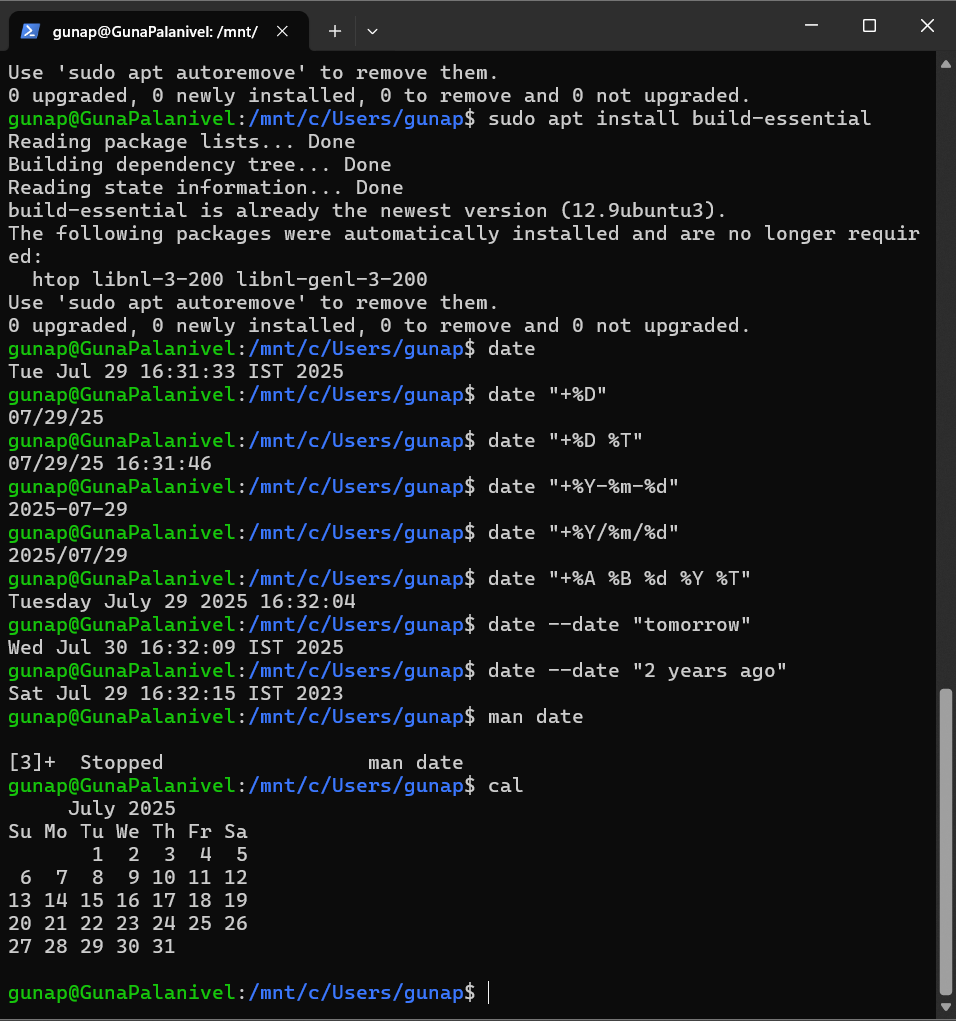 gunap@GunaPalanivel: /mnt/
Use 'sudo apt autoremove' to remove them.
0 upgraded, 0 newly installed, 0 to remove and 0 not upgraded.
gunap@GunaPalanivel:/mnt/c/Users/gunap$ sudo apt install build-essential
Reading package lists... Done
Building dependency tree... Done
Reading state information... Done
build-essential is already the newest version (12.9ubuntu3).
The following packages were automatically installed and are no longer requir
ed:
  htop libnl-3-200 libnl-genl-3-200
Use 'sudo apt autoremove' to remove them.
0 upgraded, 0 newly installed, 0 to remove and 0 not upgraded.
gunap@GunaPalanivel:/mnt/c/Users/gunap$ date
Tue Jul 29 16:31:33 IST 2025
gunap@GunaPalanivel:/mnt/c/Users/gunap$ date "+%D"
07/29/25
gunap@GunaPalanivel:/mnt/c/Users/gunap$ date "+%D %T"
07/29/25 16:31:46
gunap@GunaPalanivel:/mnt/c/Users/gunap$ date "+%Y-%m-%d"
2025-07-29
gunap@GunaPalanivel:/mnt/c/Users/gunap$ date "+%Y/%m/%d"
2025/07/29
gunap@GunaPalanivel:/mnt/c/Users/gunap$ date "+%A %B %d %Y %T"
Tuesday July 29 2025 16:32:04
gunap@GunaPalanivel:/mnt/c/Users/gunap$ date --date "tomorrow"
Wed Jul 30 16:32:09 IST 2025
gunap@GunaPalanivel:/mnt/c/Users/gunap$ date --date "2 years ago"
Sat Jul 29 16:32:15 IST 2023
gunap@GunaPalanivel:/mnt/c/Users/gunap$ man date

[3]+  Stopped                 man date
gunap@GunaPalanivel:/mnt/c/Users/gunap$ cal
     July 2025
Su Mo Tu We Th Fr Sa
       1  2  3  4  5
 6  7  8  9 10 11 12
13 14 15 16 17 18 19
20 21 22 23 24 25 26
27 28 29 30 31

gunap@GunaPalanivel:/mnt/c/Users/gunap$